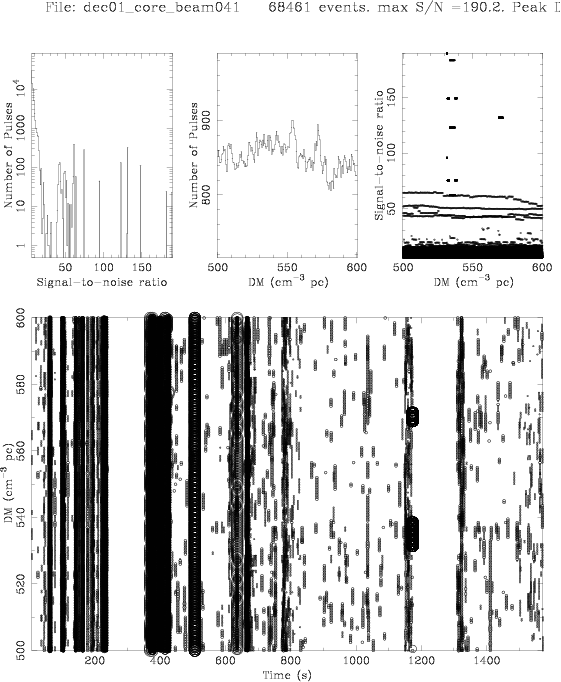 File: dec01_core_beam041 68461 events. max S/N =190.2. Peak D
Number of Pulses
1 10 100 1000 10⁴
50 100 150
Signal-to-noise ratio
Number of Pulses
800 900
500 550 600
DM (cm⁻³ pc)
Signal-to-noise ratio
50 100 150
500 550 600
DM (cm⁻³ pc)
DM (cm⁻³ pc)
500 520 540 560 580 600
200 400 600 800 1000 1200 1400
Time (s)